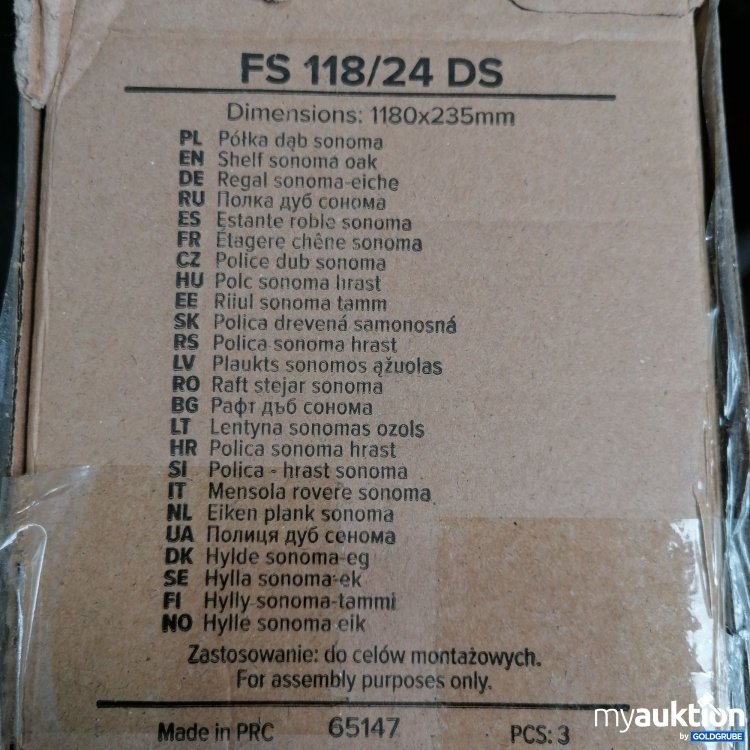 FS 118/24 DS
Dimensions: 1180x235mm
PL Półka dąb sonoma
EN Shelf sonoma oak
DE Regal sonoma-eiche
RU Полка дуб сонома
ES Estante roble sonoma
FR Étagere chêne sonoma
CZ Police dub sonoma
HU Polc sonoma hrast
EE Riiul sonoma tamm
SK Polica drevená samonosná
RS Polica sonoma hrast
LV Plaukts sonomos ąžuolas
RO Raft stejar sonoma
BG Рафт дъб сонома
LT Lentyna sonomas ozols
HR Polica sonoma hrast
SI Polica - hrast sonoma
IT Mensola rovere sonoma
NL Eiken plank sonoma
UA Полиця дуб сенома
DK Hylde sonoma-eg
SE Hylla sonoma-ek
FI Hylly sonoma-tammi
NO Hylle sonoma eik
Zastosowanie: do celów montażowych.
For assembly purposes only.
Made in PRC 65147 PCS: 3
myauktion
by GOLDGRUBE